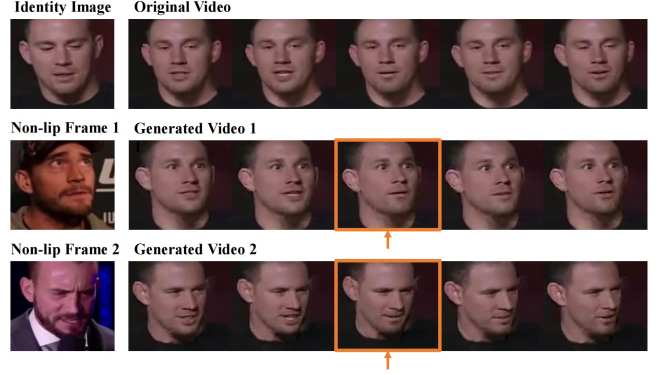 Identity Image Original Video
Non-lip Frame 1 Generated Video 1
Non-lip Frame 2 Generated Video 2